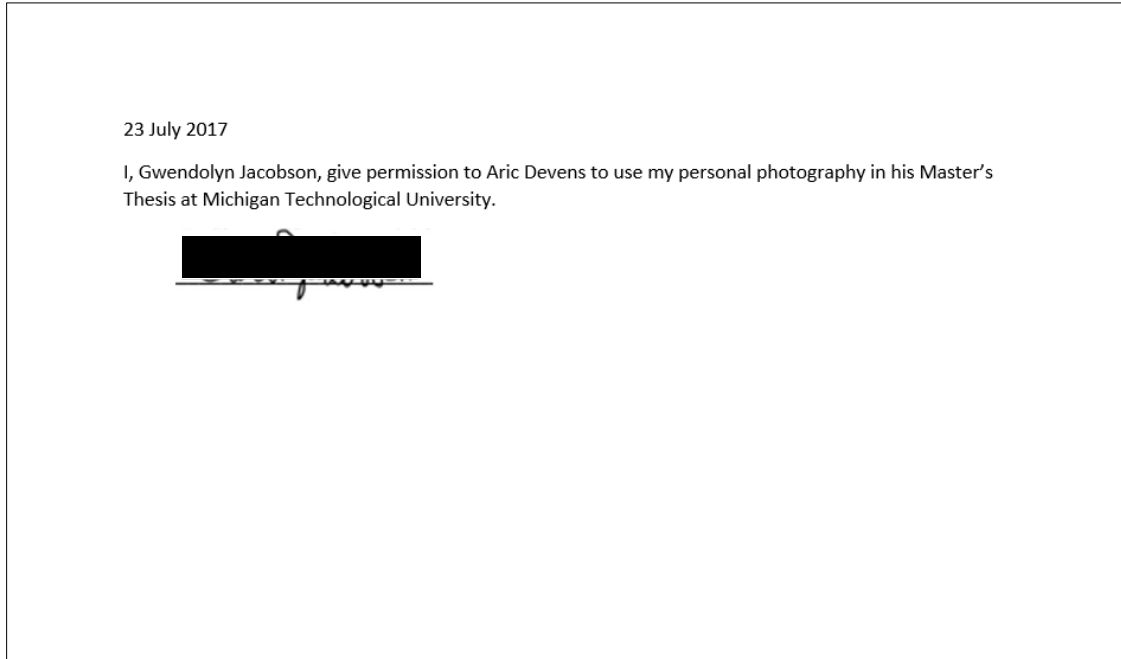 23 July 2017
I, Gwendolyn Jacobson, give permission to Aric Devens to use my personal photography in his Master’s
Thesis at Michigan Technological University.